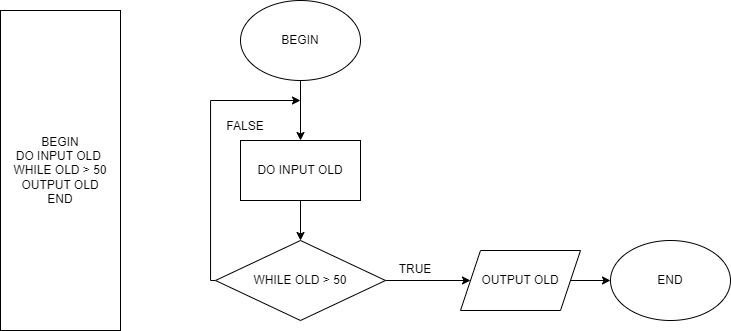 BEGIN
DO INPUT OLD
WHILE OLD > 50
OUTPUT OLD
END
BEGIN
FALSE
DO INPUT OLD
WHILE OLD > 50
TRUE
OUTPUT OLD
END